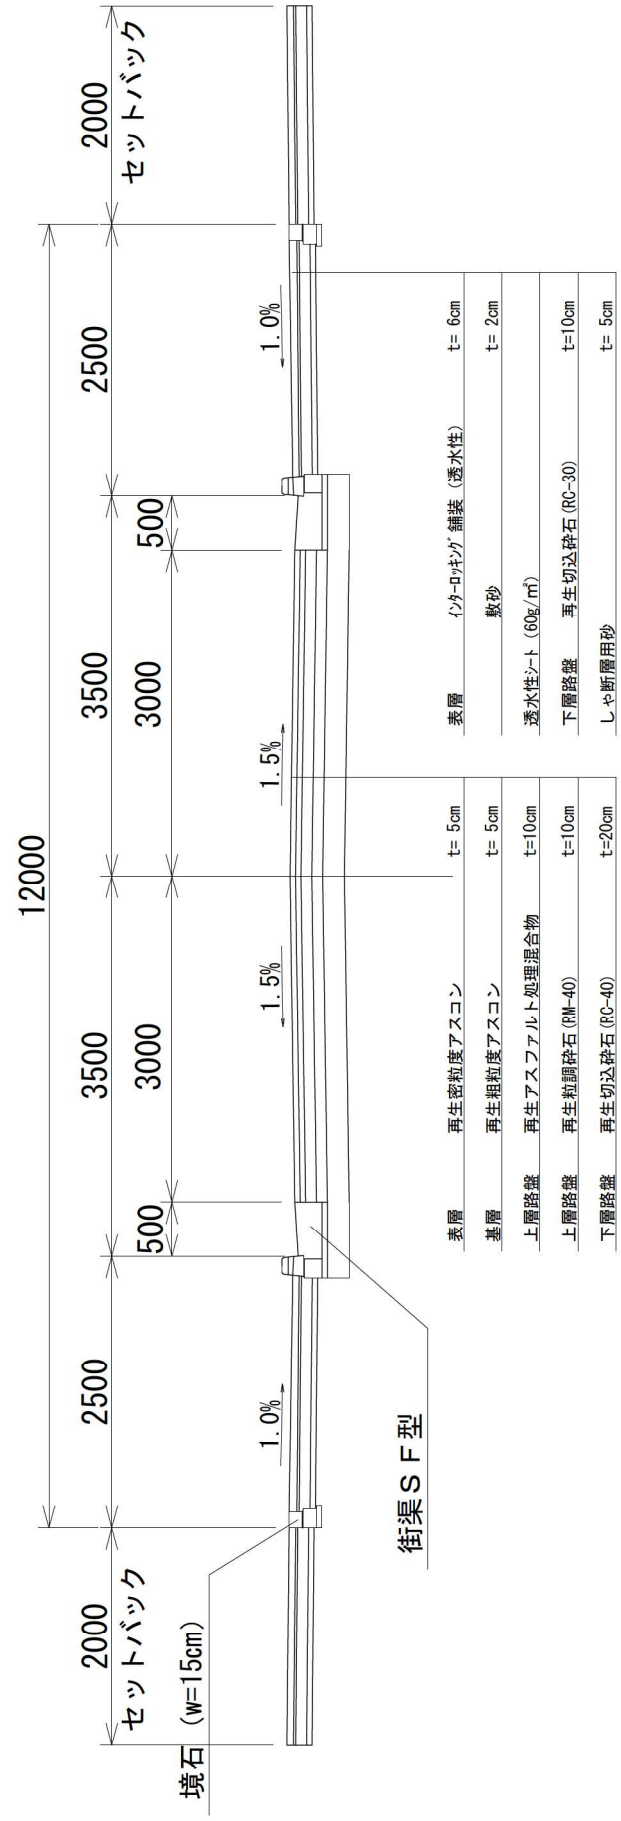 12000
2000
2500
3500
3500
2500
2000
セットバック
500
3000
3000
500
セットバック
境石 (w=15cm)
1.0%
1.5%
1.5%
1.0%
街渠ＳＦ型
表層 再生密粒度アスコン t= 5cm
基層 再生粗粒度アスコン t= 5cm
上層路盤 再生アスファルト処理混合物 t=10cm
上層路盤 再生粒調砕石(RM-40) t=10cm
下層路盤 再生切込砕石(RC-40) t=20cm
表層 ｲﾝﾀｰﾛｯｷﾝｸﾞ舗装 (透水性) t= 6cm
敷砂 t= 2cm
透水性ｼｰﾄ (60g/㎡)
下層路盤 再生切込砕石(RC-30) t=10cm
しゃ断層用砂 t= 5cm